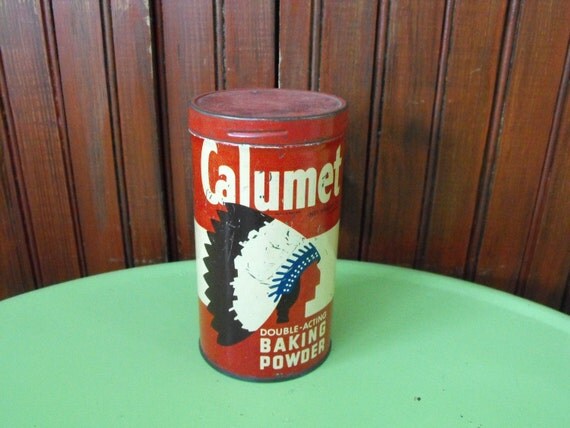 Calumet
DOUBLE-ACTING
BAKING
POWDER